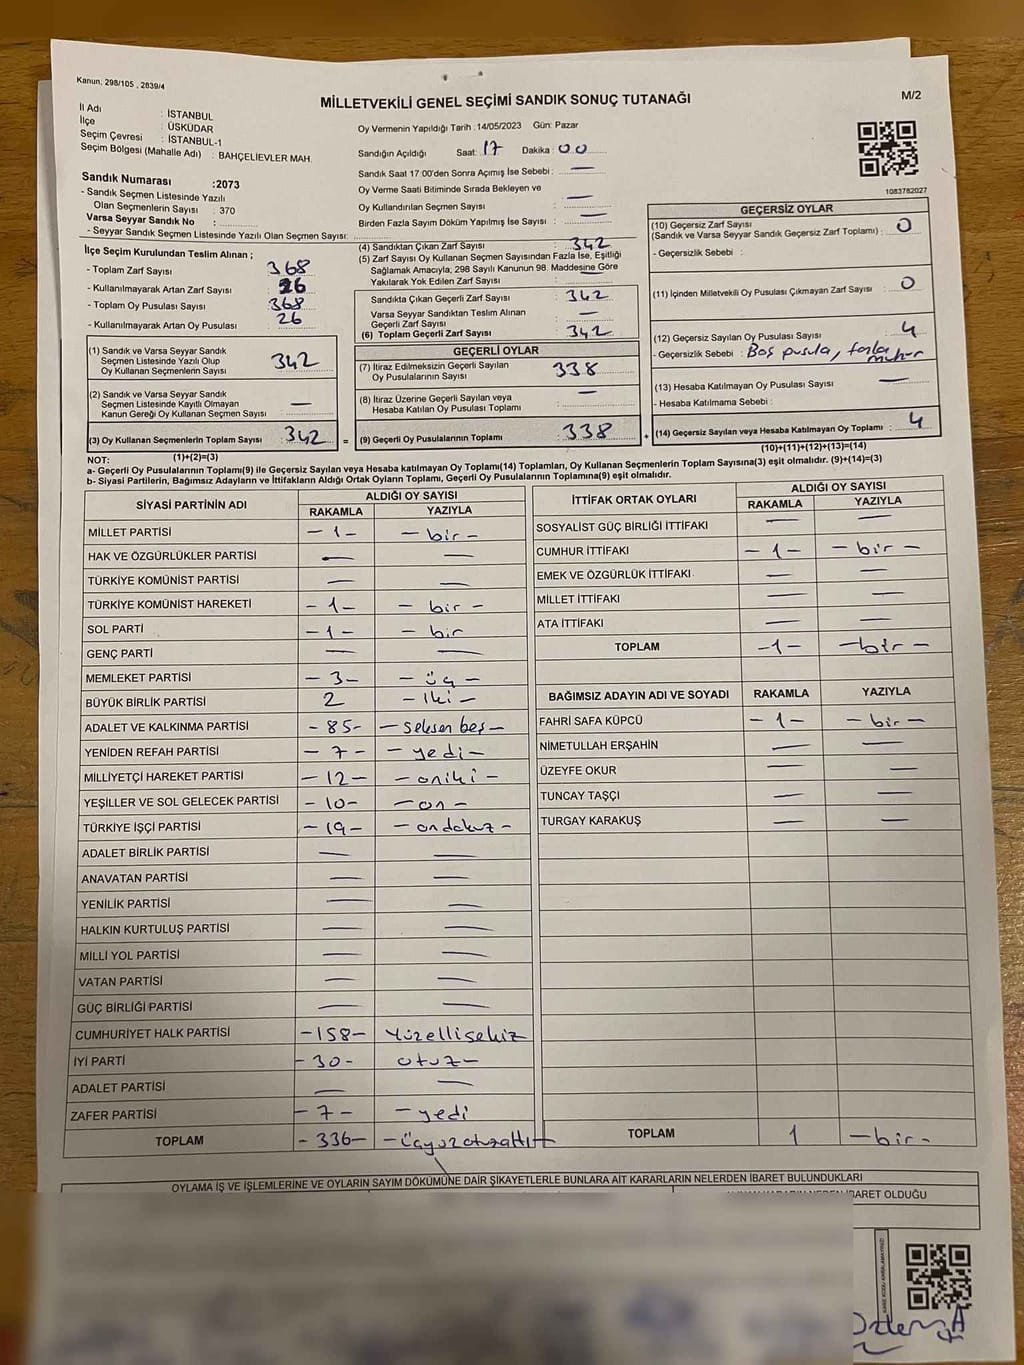 Kanun: 298/105 , 2839/4
MİLLETVEKİLİ GENEL SEÇİMİ SANDIK SONUÇ TUTANAĞI
M/2
İl Adı : İSTANBUL
İlçe : ÜSKÜDAR
Seçim Çevresi : İSTANBUL-1
Seçim Bölgesi (Mahalle Adı) : BAHÇELİEVLER MAH.
Sandık Numarası :2073
- Sandık Seçmen Listesinde Yazılı
Olan Seçmenlerin Sayısı : 370
Varsa Seyyar Sandık No :
- Seyyar Sandık Seçmen Listesinde Yazılı Olan Seçmen Sayısı:
Oy Vermenin Yapıldığı Tarih :14/05/2023 Gün: Pazar
Sandığın Açıldığı Saat: 17 Dakika : 00
Sandık Saat 17.00'den Sonra Açımış İse Sebebi : —
Oy Verme Saati Bitiminde Sırada Bekleyen ve
Oy Kullandırılan Seçmen Sayısı : —
Birden Fazla Sayım Döküm Yapılmış İse Sayısı : —
1083782027
İlçe Seçim Kurulundan Teslim Alınan ;
- Toplam Zarf Sayısı 368
- Kullanılmayarak Artan Zarf Sayısı : 26
- Toplam Oy Pusulası Sayısı 368
- Kullanılmayarak Artan Oy Pusulası : 26
(1) Sandık ve Varsa Seyyar Sandık
Seçmen Listesinde Yazılı Olup
Oy Kullanan Seçmenlerin Sayısı : 342
(2) Sandık ve Varsa Seyyar Sandık
Seçmen Listesinde Kayıtlı Olmayan
Kanun Gereği Oy Kullanan Seçmen Sayısı : —
(3) Oy Kullanan Seçmenlerin Toplam Sayısı : 342
(1)+(2)=(3)
(4) Sandıktan Çıkan Zarf Sayısı : 342
(5) Zarf Sayısı Oy Kullanan Seçmen Sayısından Fazla İse, Eşitliği
Sağlamak Amacıyla; 298 Sayılı Kanunun 98. Maddesine Göre
Yakılarak Yok Edilen Zarf Sayısı : —
Sandıkta Çıkan Geçerli Zarf Sayısı : 342
Varsa Seyyar Sandıktan Teslim Alınan
Geçerli Zarf Sayısı : —
(6) Toplam Geçerli Zarf Sayısı : 342
GEÇERLİ OYLAR
(7) İtiraz Edilmeksizin Geçerli Sayılan
Oy Pusulalarının Sayısı : 338
(8) İtiraz Üzerine Geçerli Sayılan veya
Hesaba Katılan Oy Pusulası Toplamı : —
= (9) Geçerli Oy Pusulalarının Toplamı : 338
GEÇERSİZ OYLAR
(10) Geçersiz Zarf Sayısı
(Sandık ve Varsa Seyyar Sandık Geçersiz Zarf Toplamı) : 0
- Geçersizlik Sebebi :
(11) İçinden Milletvekili Oy Pusulası Çıkmayan Zarf Sayısı : 0
(12) Geçersiz Sayılan Oy Pusulası Sayısı : 4
- Geçersizlik Sebebi : Boş pusula, fazla mühür
(13) Hesaba Katılmayan Oy Pusulası Sayısı : —
- Hesaba Katılmama Sebebi :
+ (14) Geçersiz Sayılan veya Hesaba Katılmayan Oy Toplamı : 4
(10)+(11)+(12)+(13)=(14)
NOT:
a- Geçerli Oy Pusulalarının Toplamı(9) ile Geçersiz Sayılan veya Hesaba katılmayan Oy Toplamı(14) Toplamları, Oy Kullanan Seçmenlerin Toplam Sayısına(3) eşit olmalıdır. (9)+(14)=(3)
b- Siyasi Partilerin, Bağımsız Adayların ve İttifakların Aldığı Ortak Oyların Toplamı, Geçerli Oy Pusulalarının Toplamına(9) eşit olmalıdır.
SİYASİ PARTİNİN ADI ALDIĞI OY SAYISI
RAKAMLA YAZIYLA
MİLLET PARTİSİ -1- -bir-
HAK VE ÖZGÜRLÜKLER PARTİSİ — —
TÜRKİYE KOMÜNİST PARTİSİ — —
TÜRKİYE KOMÜNİST HAREKETİ -1- -bir-
SOL PARTİ -1- -bir
GENÇ PARTİ — —
MEMLEKET PARTİSİ -3- -üç-
BÜYÜK BİRLİK PARTİSİ 2 -iki-
ADALET VE KALKINMA PARTİSİ -85- -seksen beş-
YENİDEN REFAH PARTİSİ -7- -yedi-
MİLLİYETÇİ HAREKET PARTİSİ -12- -oniki-
YEŞİLLER VE SOL GELECEK PARTİSİ -10- -on-
TÜRKİYE İŞÇİ PARTİSİ -19- -ondokuz-
ADALET BİRLİK PARTİSİ — —
ANAVATAN PARTİSİ — —
YENİLİK PARTİSİ — —
HALKIN KURTULUŞ PARTİSİ — —
MİLLİ YOL PARTİSİ — —
VATAN PARTİSİ — —
GÜÇ BİRLİĞİ PARTİSİ — —
CUMHURİYET HALK PARTİSİ -158- Yüzellisekiz
İYİ PARTİ -30- otuz-
ADALET PARTİSİ — —
ZAFER PARTİSİ -7- -yedi
TOPLAM -336- -Üçyüzotuzaltı-
İTTİFAK ORTAK OYLARI ALDIĞI OY SAYISI
RAKAMLA YAZIYLA
SOSYALİST GÜÇ BİRLİĞİ İTTİFAKI — —
CUMHUR İTTİFAKI -1- -bir-
EMEK VE ÖZGÜRLÜK İTTİFAKI — —
MİLLET İTTİFAKI — —
ATA İTTİFAKI — —
TOPLAM -1- -bir-
BAĞIMSIZ ADAYIN ADI VE SOYADI RAKAMLA YAZIYLA
FAHRİ SAFA KÜPCÜ -1- -bir-
NİMETULLAH ERŞAHİN — —
ÜZEYFE OKUR — —
TUNCAY TAŞÇI — —
TURGAY KARAKUŞ — —
TOPLAM 1 -bir-
OYLAMA İŞ VE İŞLEMLERİNE VE OYLARIN SAYIM DÖKÜMÜNE DAİR ŞİKAYETLERLE BUNLARA AİT KARARLARIN NELERDEN İBARET BULUNDUKLARI
İBARET OLDUĞU